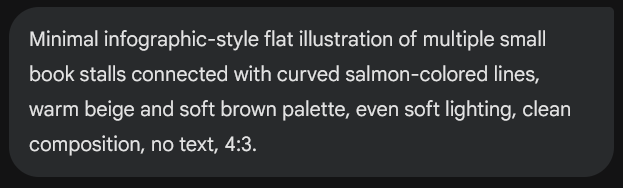 Minimal infographic-style flat illustration of multiple small
book stalls connected with curved salmon-colored lines,
warm beige and soft brown palette, even soft lighting, clean
composition, no text, 4:3.